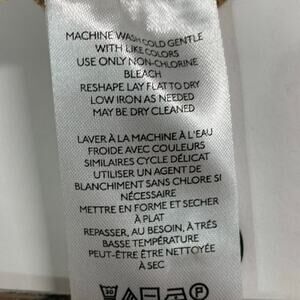 MACHINE WASH COLD GENTLE
WITH LIKE COLORS
USE ONLY NON-CHLORINE
BLEACH
RESHAPE LAY FLAT TO DRY
LOW IRON AS NEEDED
MAY BE DRY CLEANED
LAVER À LA MACHINE À L'EAU
FROIDE AVEC COULEURS
SIMILAIRES CYCLE DÉLICAT
UTILISER UN AGENT DE
BLANCHIMENT SANS CHLORE SI
NÉCESSAIRE
METTRE EN FORME ET SECHER
À PLAT
REPASSER, AU BESOIN, À TRÉS
BASSE TEMPÉRATURE
PEUT-ÊTRE ÊTRE NETTOYÉE
À SEC
30
P